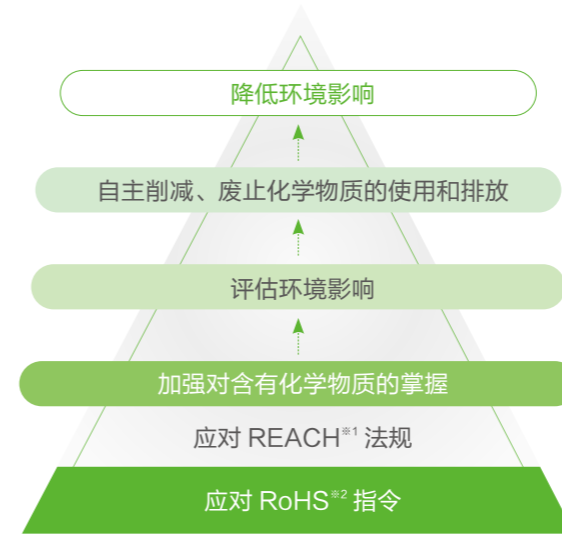 降低环境影响
自主削减、废止化学物质的使用和排放
评估环境影响
加强对含有化学物质的掌握
应对 REACH※1 法规
应对 RoHS※2 指令